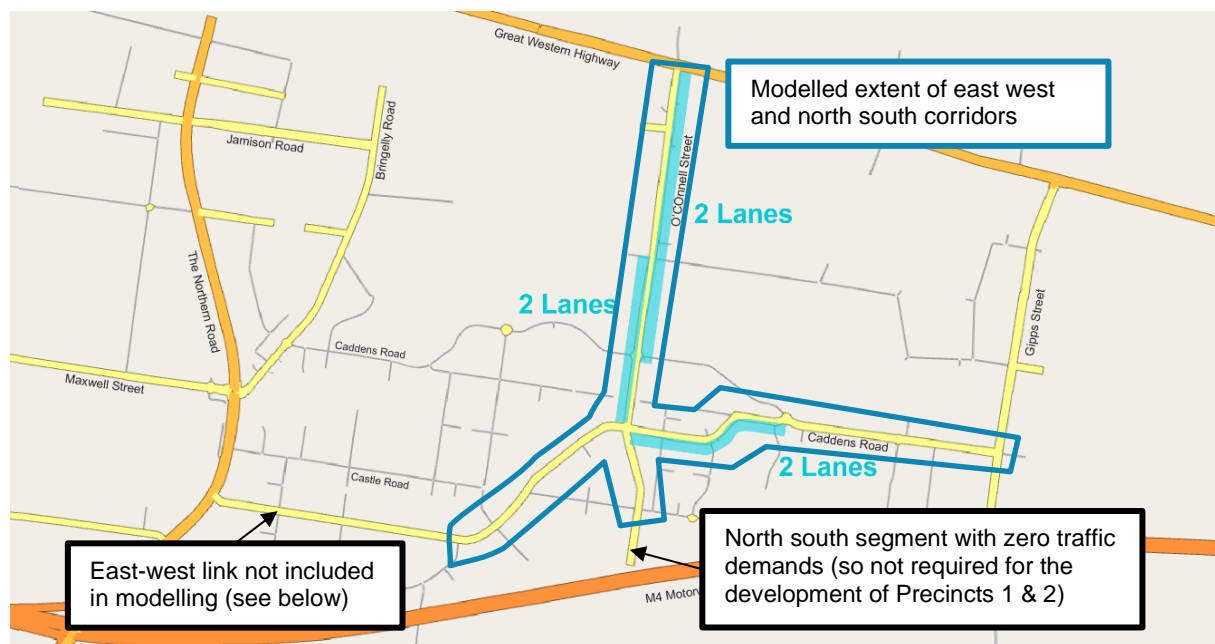 Great Western Highway
Modelled extent of east west
and north south corridors
Jamison Road
Bringelly Road
O'COnnell Street
2 Lanes
The Northern Road
Gipps Street
2 Lanes
Caddens Road
Maxwell Street
Caddens Road
2 Lanes
Castle Road
East-west link not included
in modelling (see below)
North south segment with zero traffic
demands (so not required for the
development of Precincts 1 & 2)
M4 Motorw